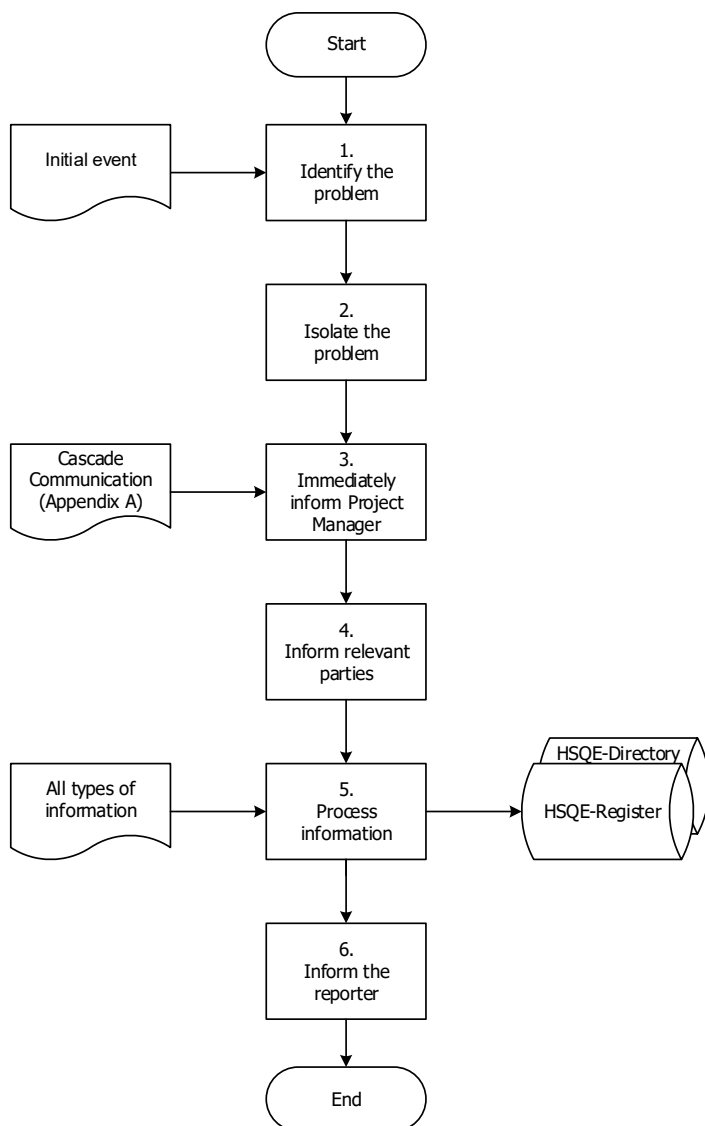 Start
Initial event
1.
Identify the
problem
2.
Isolate the
problem
Cascade
Communication
(Appendix A)
3.
Immediately
inform Project
Manager
4.
Inform relevant
parties
All types of
information
5.
Process
information
HSQE-Directory
HSQE-Register
6.
Inform the
reporter
End